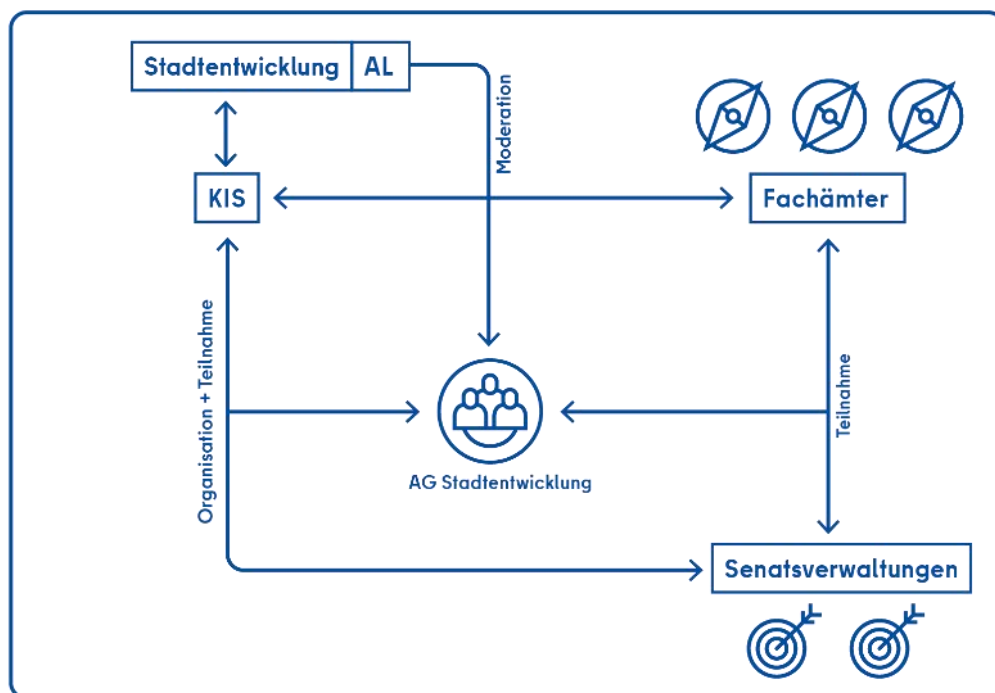 Stadtentwicklung AL
Moderation
KIS
Fachämter
Organisation + Teilnahme
Teilnahme
AG Stadtentwicklung
Senatsverwaltungen